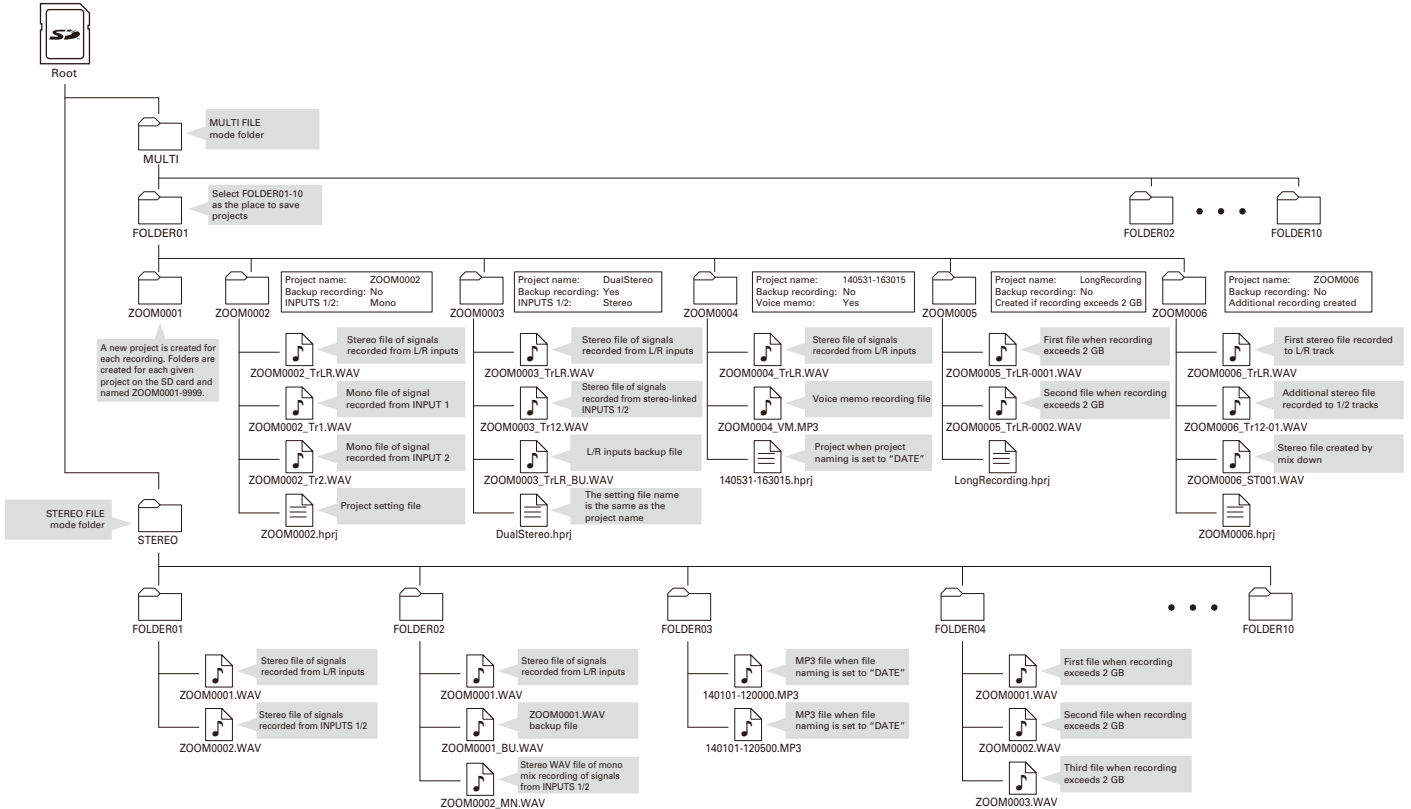 SD
Root
MULTI FILE
mode folder
MULTI
Select FOLDER01-10
as the place to save
projects
FOLDER01
FOLDER02
FOLDER10
ZOOM0001
A new project is created for
each recording. Folders are
created for each given
project on the SD card and
named ZOOM0001-9999.
ZOOM0002
Project name: ZOOM0002
Backup recording: No
INPUTS 1/2: Mono
Stereo file of signals
recorded from L/R inputs
ZOOM0002_TrLR.WAV
Mono file of signal
recorded from INPUT 1
ZOOM0002_Tr1.WAV
Mono file of signal
recorded from INPUT 2
ZOOM0002_Tr2.WAV
Project setting file
ZOOM0002.hprj
ZOOM0003
Project name: DualStereo
Backup recording: Yes
INPUTS 1/2: Stereo
Stereo file of signals
recorded from L/R inputs
ZOOM0003_TrLR.WAV
Stereo file of signals
recorded from stereo-linked
INPUTS 1/2
ZOOM0003_Tr12.WAV
L/R inputs backup file
ZOOM0003_TrLR_BU.WAV
The setting file name
is the same as the
project name
DualStereo.hprj
ZOOM0004
Project name: 140531-163015
Backup recording: No
Voice memo: Yes
Stereo file of signals
recorded from L/R inputs
ZOOM0004_TrLR.WAV
Voice memo recording file
ZOOM0004_VM.MP3
Project when project
naming is set to “DATE”
140531-163015.hprj
ZOOM0005
Project name: LongRecording
Backup recording: No
Created if recording exceeds 2 GB
First file when recording
exceeds 2 GB
ZOOM0005_TrLR-0001.WAV
Second file when recording
exceeds 2 GB
ZOOM0005_TrLR-0002.WAV
LongRecording.hprj
ZOOM0006
Project name: ZOOM006
Backup recording: No
Additional recording created
First stereo file recorded
to L/R track
ZOOM0006_TrLR.WAV
Additional stereo file
recorded to 1/2 tracks
ZOOM0006_Tr12-01.WAV
Stereo file created by
mix down
ZOOM0006_ST001.WAV
ZOOM0006.hprj
STEREO FILE
mode folder
STEREO
FOLDER01
Stereo file of signals
recorded from L/R inputs
ZOOM0001.WAV
Stereo file of signals
recorded from INPUTS 1/2
ZOOM0002.WAV
FOLDER02
Stereo file of signals
recorded from L/R inputs
ZOOM0001.WAV
ZOOM0001.WAV
backup file
ZOOM0001_BU.WAV
Stereo WAV file of mono
mix recording of signals
from INPUTS 1/2
ZOOM0002_MN.WAV
FOLDER03
MP3 file when file
naming is set to “DATE”
140101-120000.MP3
MP3 file when file
naming is set to “DATE”
140101-120500.MP3
FOLDER04
First file when recording
exceeds 2 GB
ZOOM0001.WAV
Second file when recording
exceeds 2 GB
ZOOM0002.WAV
Third file when recording
exceeds 2 GB
ZOOM0003.WAV
FOLDER10